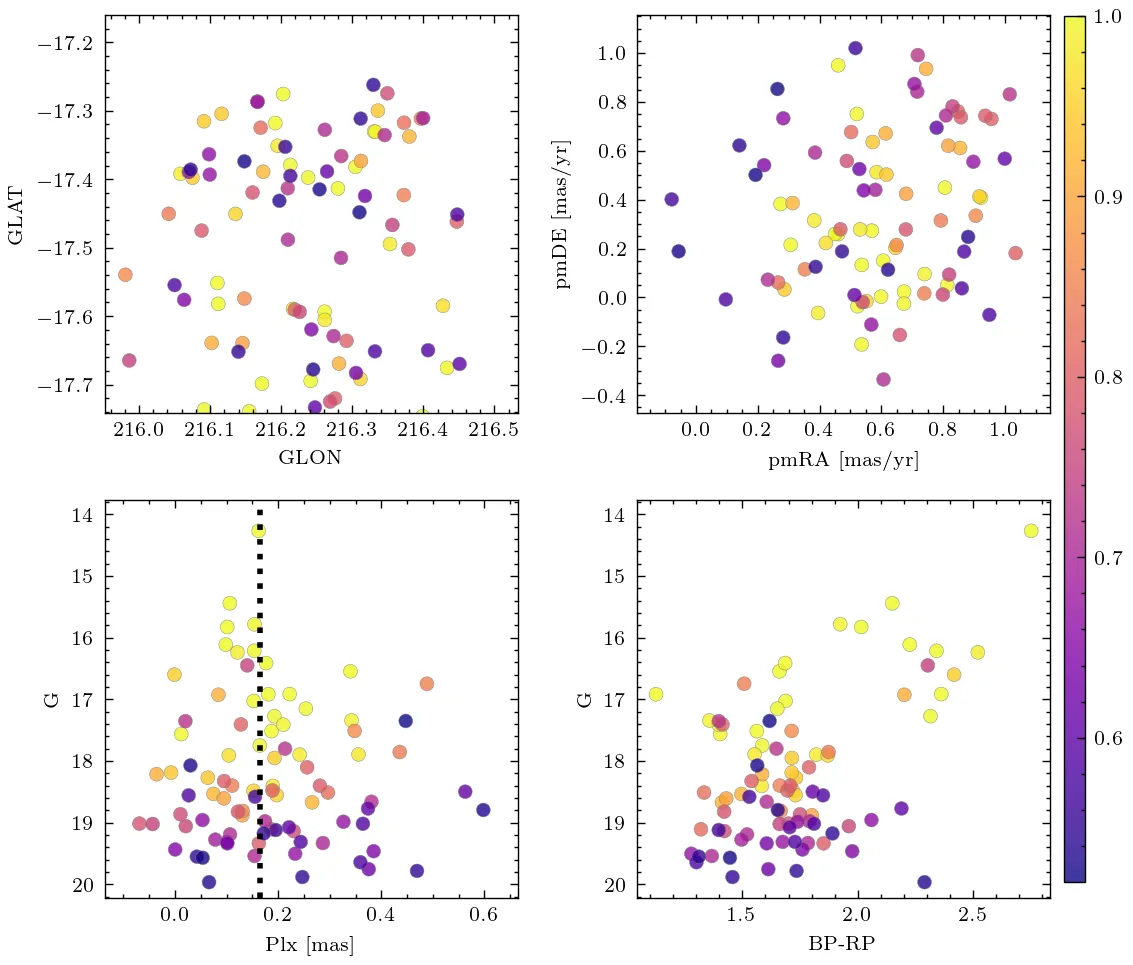 −17.2
−17.3
−17.4
−17.5
−17.6
−17.7
GLAT
216.0 216.1 216.2 216.3 216.4 216.5
GLON
1.0
0.8
0.6
0.4
0.2
0.0
−0.2
−0.4
pmDE [mas/yr]
0.0 0.2 0.4 0.6 0.8 1.0
pmRA [mas/yr]
14
15
16
17
18
19
20
G
0.0 0.2 0.4 0.6
Plx [mas]
14
15
16
17
18
19
20
G
1.5 2.0 2.5
BP-RP
1.0
0.9
0.8
0.7
0.6